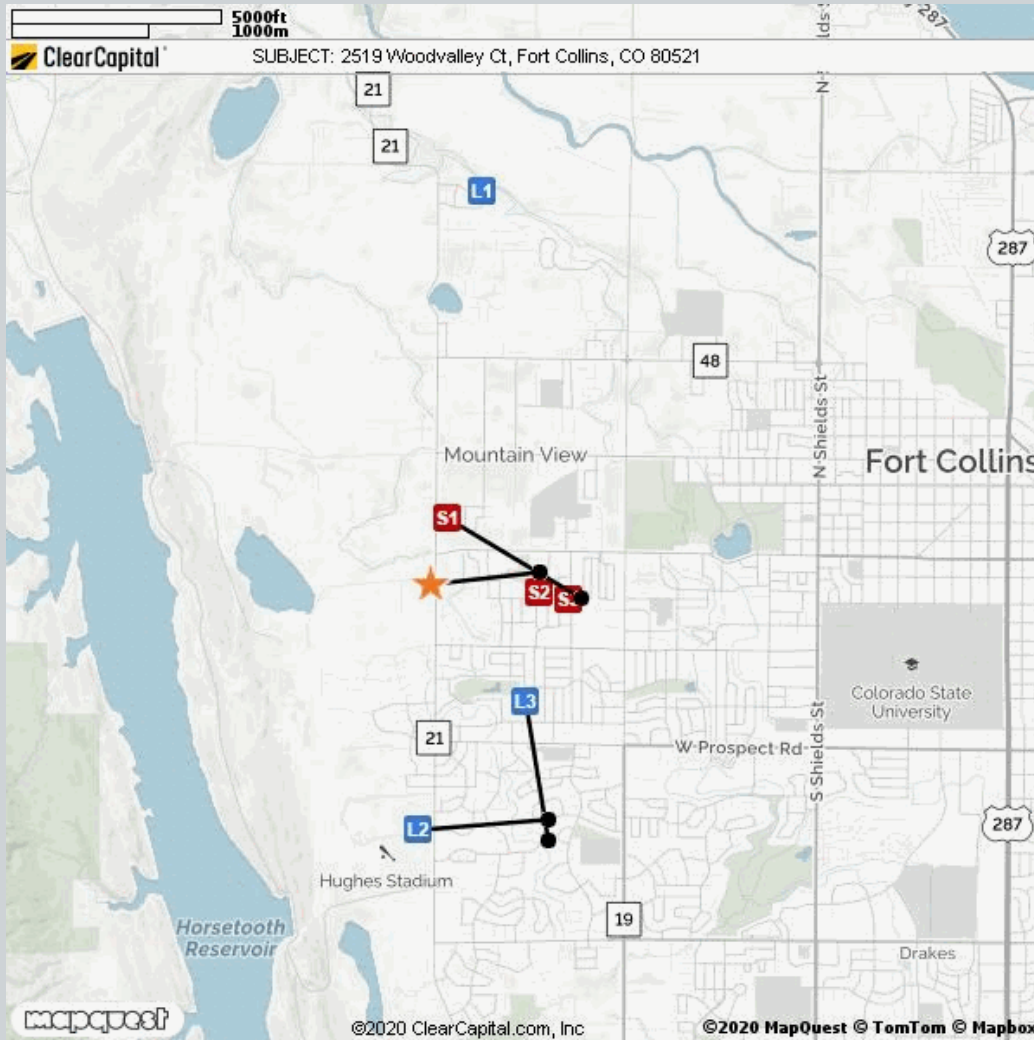 5000ft
1000m
ClearCapital
SUBJECT: 2519 Woodvalley Ct, Fort Collins, CO 80521
287
21
N
lds
21
L1
287
48
N Shields St
Mountain View
Fort Collins
S1
S2
Colorado State
University
L3
21
W Prospect Rd
S Shields St
L2
287
Hughes Stadium
19
Horsetooth
Reservoir
Drakes
mapquest
©2020 ClearCapital.com, Inc
©2020 MapQuest © TomTom © Mapbox